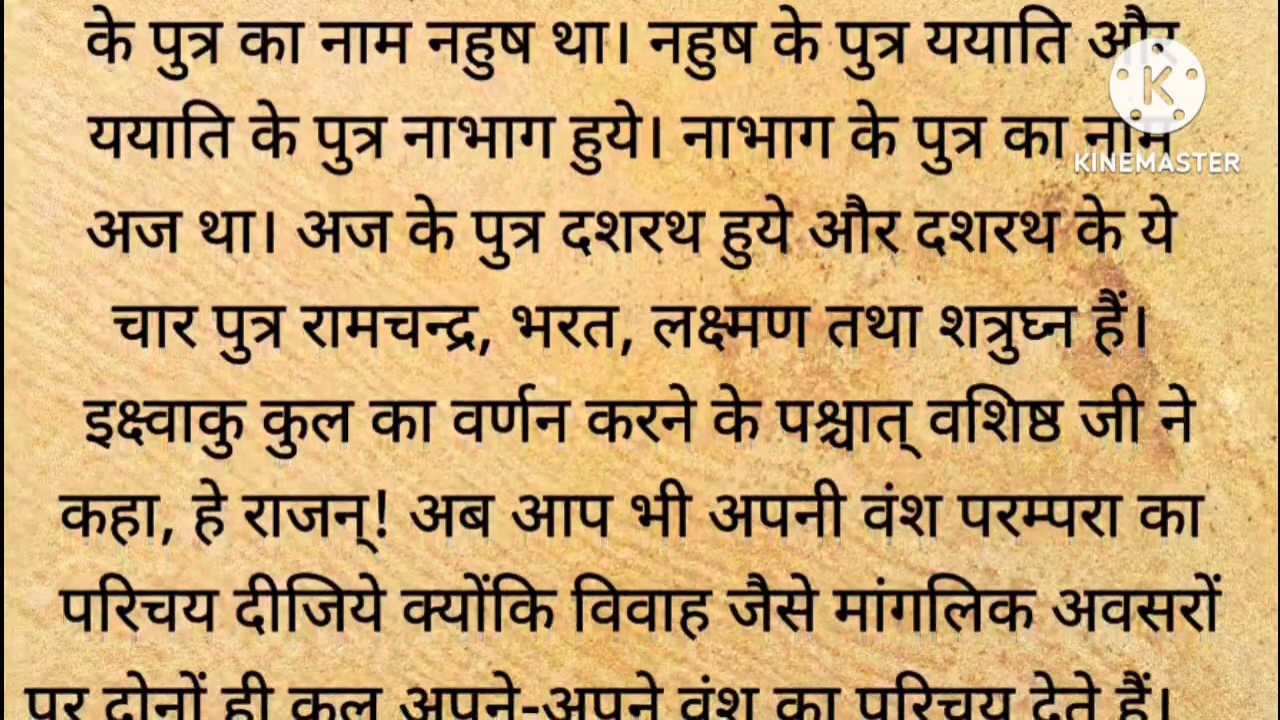 के पुत्र का नाम नहुष था। नहुष के पुत्र ययाति और
ययाति के पुत्र नाभाग हुये। नाभाग के पुत्र का नाम
KINEMASTER
अज था। अज के पुत्र दशरथ हुये और दशरथ के ये
चार पुत्र रामचन्द्र, भरत, लक्ष्मण तथा शत्रुघ्न हैं।
इक्ष्वाकु कुल का वर्णन करने के पश्चात् वशिष्ठ जी ने
कहा, हे राजन्! अब आप भी अपनी वंश परम्परा का
परिचय दीजिये क्योंकि विवाह जैसे मांगलिक अवसरों
पर दोनों ही कुल अपने-अपने वंश का परिचय देते हैं।